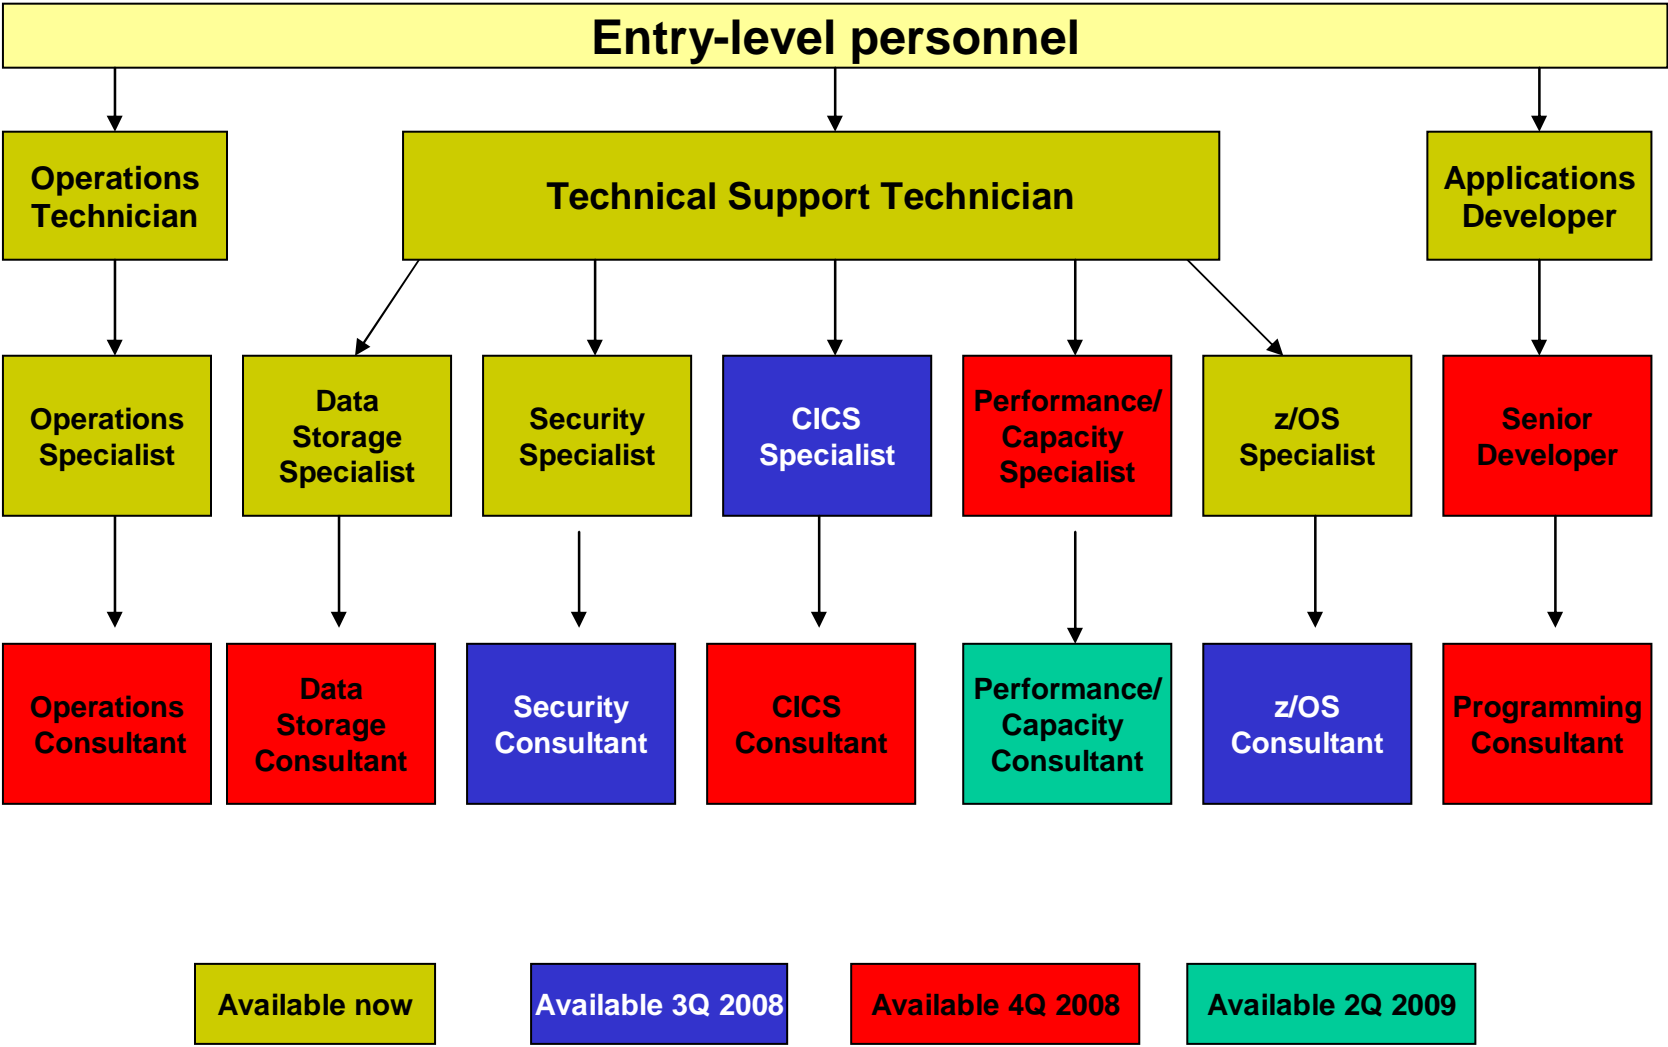 Entry-level personnel
Operations
Technician
Technical Support Technician
Applications
Developer
Operations
Specialist
Data
Storage
Specialist
Security
Specialist
CICS
Specialist
Performance/
Capacity
Specialist
z/OS
Specialist
Senior
Developer
Operations
Consultant
Data
Storage
Consultant
Security
Consultant
CICS
Consultant
Performance/
Capacity
Consultant
z/OS
Consultant
Programming
Consultant
Available now
Available 3Q 2008
Available 4Q 2008
Available 2Q 2009